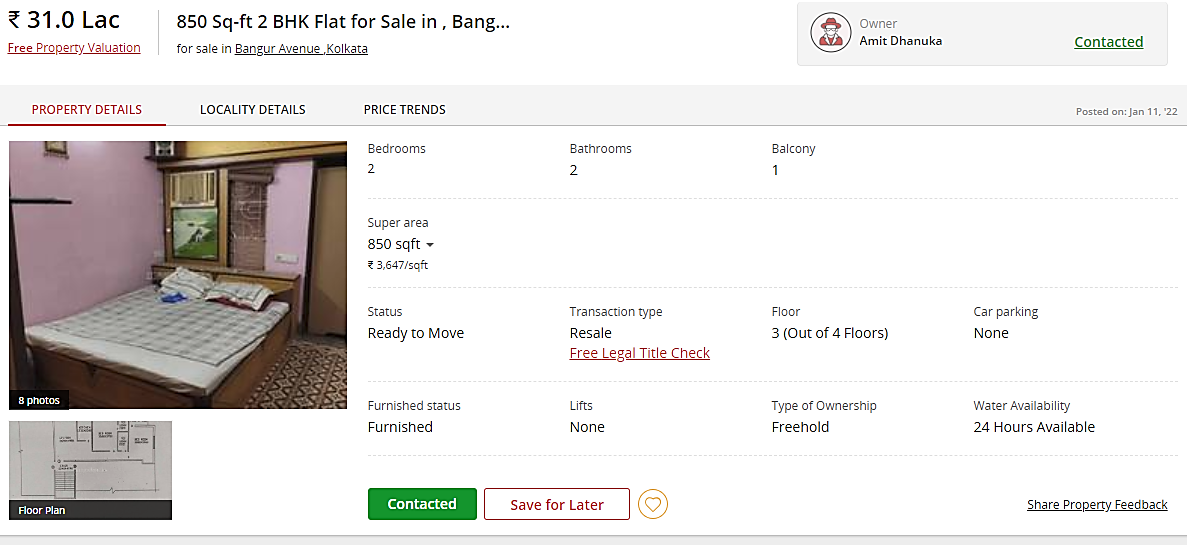 ₹ 31.0 Lac
Free Property Valuation
850 Sq-ft 2 BHK Flat for Sale in , Bang...
for sale in Bangur Avenue ,Kolkata
Owner
Amit Dhanuka
Contacted
PROPERTY DETAILS
LOCALITY DETAILS
PRICE TRENDS
Posted on: Jan 11, '22
Bedrooms
2
Bathrooms
2
Balcony
1
Super area
850 sqft
₹ 3,647/sqft
Status
Ready to Move
Transaction type
Resale
Free Legal Title Check
Floor
3 (Out of 4 Floors)
Car parking
None
Furnished status
Furnished
Lifts
None
Type of Ownership
Freehold
Water Availability
24 Hours Available
8 photos
Floor Plan
Contacted
Save for Later
Share Property Feedback